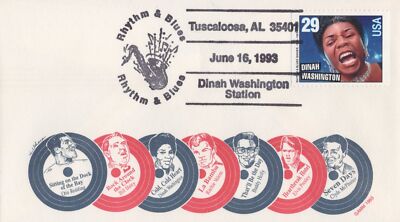 Rhythm & Blues
Rhythm & Blues
Tuscaloosa, AL 35401
June 16, 1993
Dinah Washington
Station
29
USA
DINAH
WASHINGTON
Sitting on the Dock
of the Bay
Otis Redding
Rock Around
the Clock
Bill Haley
Cold, Cold Heart
Dinah Washington
La Bamba
Ritchie Valens
That'll Be the Day
Buddy Holly
Heartbreak Hotel
Elvis Presley
Seven Days
Clyde McPhatter